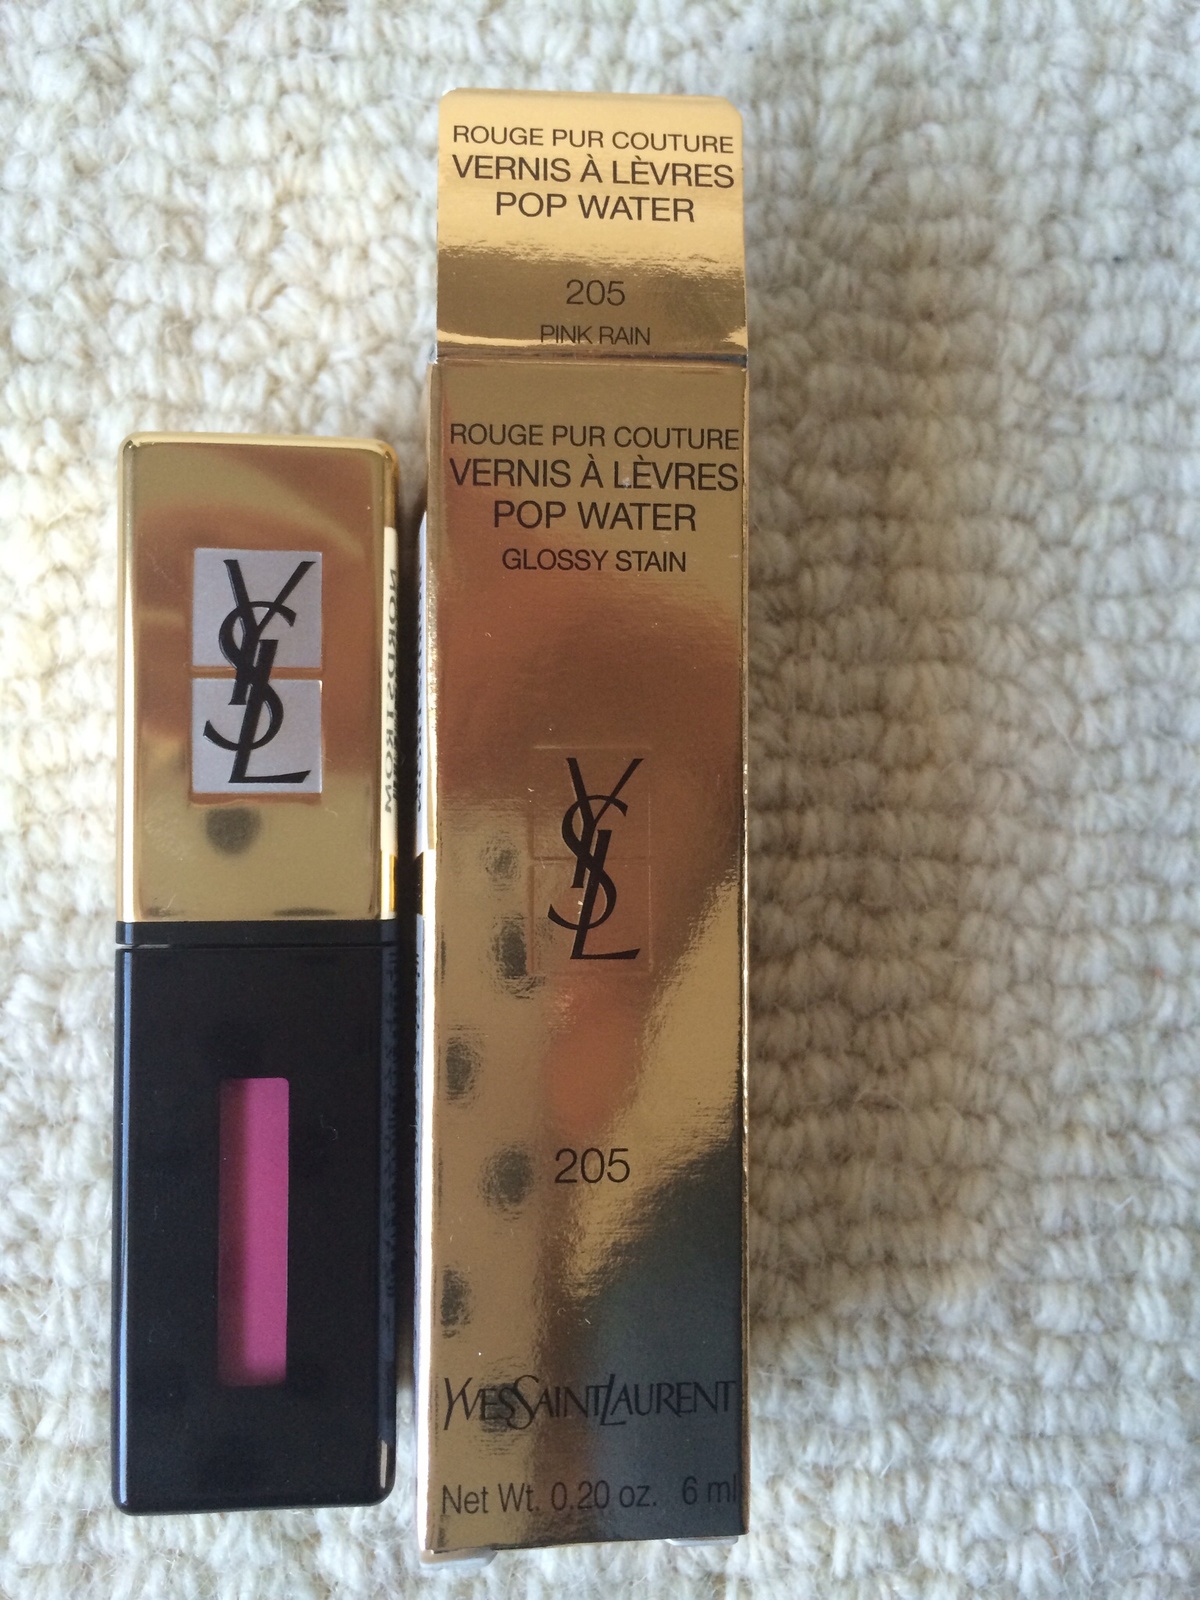 ROUGE PUR COUTURE
VERNIS À LÈVRES
POP WATER
205
PINK RAIN
ROUGE PUR COUTURE
VERNIS À LÈVRES
POP WATER
GLOSSY STAIN
YSL
205
YVESSAINTLAURENT
Net Wt. 0.20 oz. 6 ml
YSL
NORDSTROM